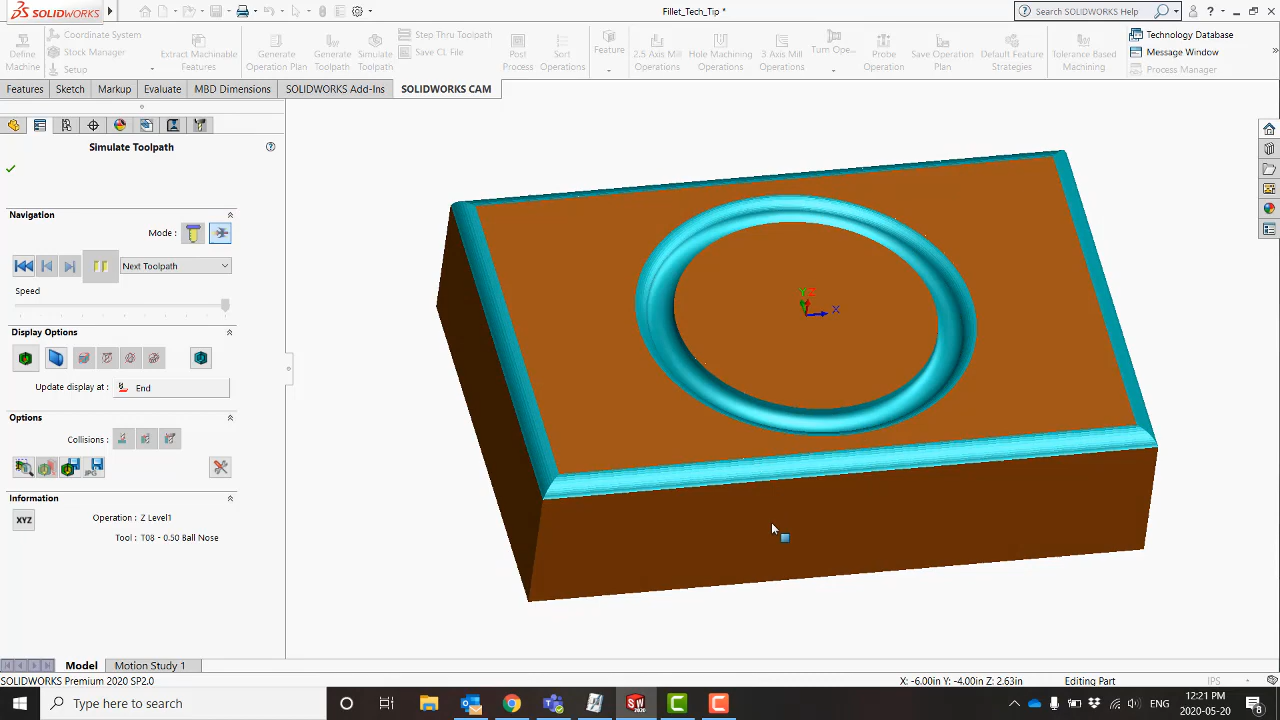 SOLIDWORKS
Fillet_Tech_Tip *
Search SOLIDWORKS Help
Define Machine
Coordinate System
Stock Manager
Setup
Extract Machining Features
Generate Operation Plan
Generate Toolpath
Simulate Toolpath
Step Thru Toolpath
Save CL File
Post Process
Sort Operations
Feature
2.5 Axis Mill Operations
Hole Machining Operations
3 Axis Mill Operations
Turn Ope...
Probe Operation
Save Operation Plan
Default Feature Strategies
Tolerance Based Machining
Technology Database
Message Window
Process Manager
Features
Sketch
Markup
Evaluate
MBD Dimensions
SOLIDWORKS Add-Ins
SOLIDWORKS CAM
Simulate Toolpath
Navigation
Mode :
Next Toolpath
Speed
Display Options
Update display at :
End
Options
Collisions:
Information
XYZ
Operation: Z Level1
Tool : T08 - 0.50 Ball Nose
Y
Z
X
Model
Motion Study 1
SOLIDWORKS Premium 2020 SP2.0
X: -6.00in Y: -4.00in Z: 2.63in
Editing Part
IPS
Type here to search
ENG
12:21 PM
2020-05-20